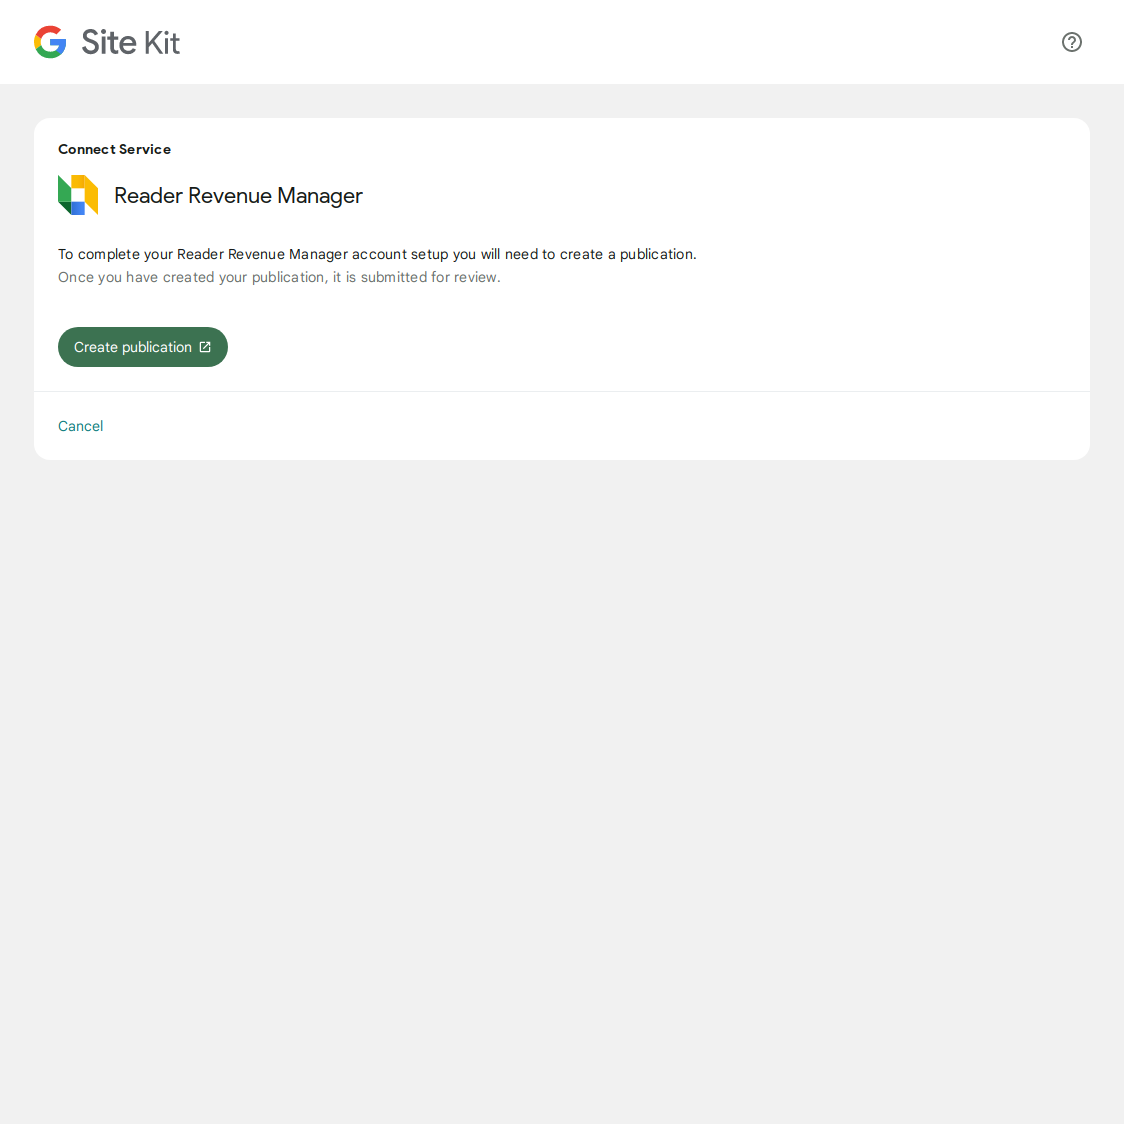 Site Kit
Connect Service
Reader Revenue Manager
To complete your Reader Revenue Manager account setup you will need to create a publication.
Once you have created your publication, it is submitted for review.
Create publication
Cancel